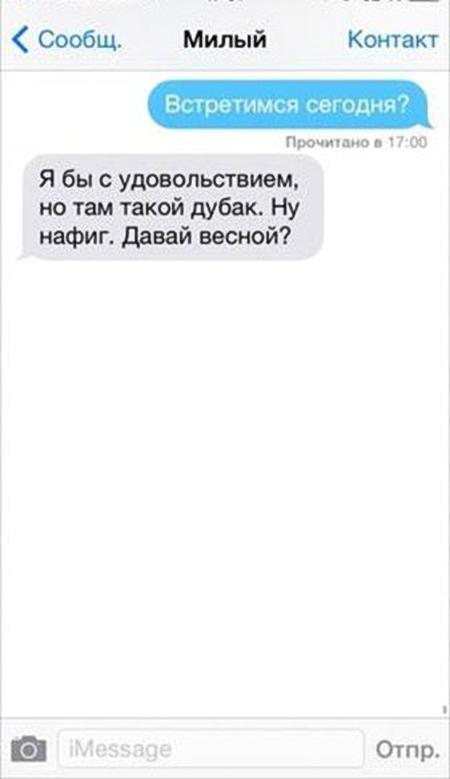 Сообщ. Милый Контакт
Встретимся сегодня?
Прочитано в 17:00
Я бы с удовольствием,
но там такой дубак. Ну
нафиг. Давай весной?
iMessage Отпр.